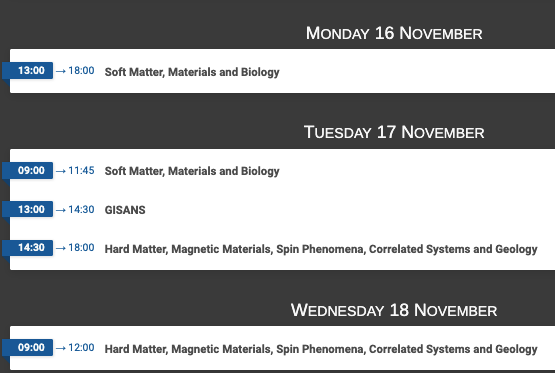 Monday 16 November
13:00 → 18:00 Soft Matter, Materials and Biology
Tuesday 17 November
09:00 → 11:45 Soft Matter, Materials and Biology
13:00 → 14:30 GISANS
14:30 → 18:00 Hard Matter, Magnetic Materials, Spin Phenomena, Correlated Systems and Geology
Wednesday 18 November
09:00 → 12:00 Hard Matter, Magnetic Materials, Spin Phenomena, Correlated Systems and Geology